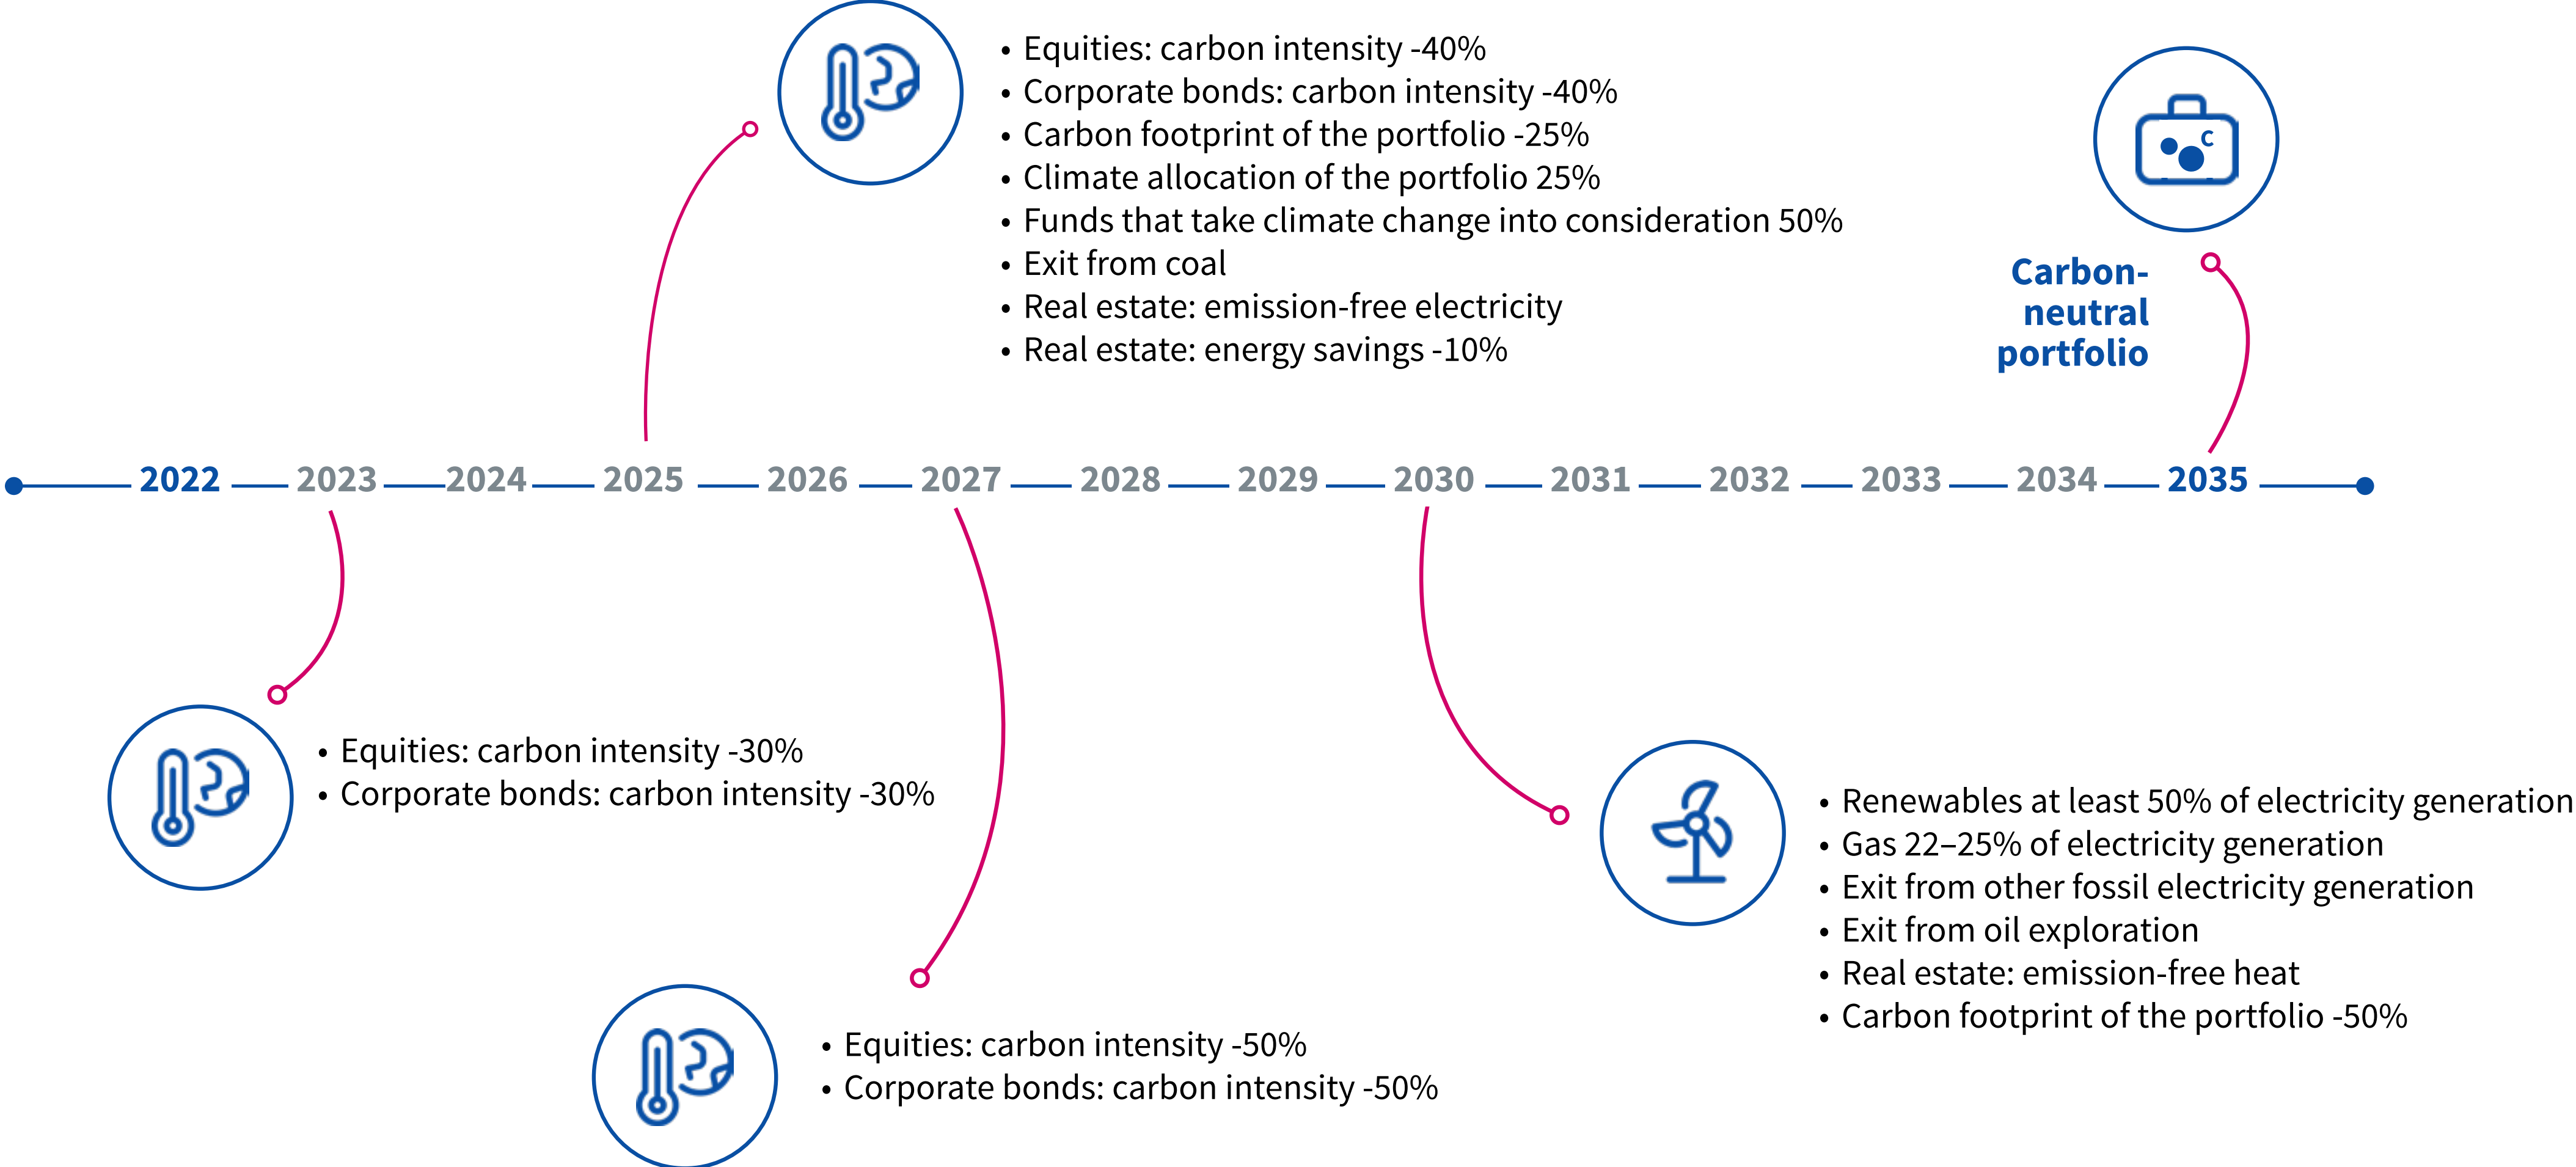 • Equities: carbon intensity -40%
• Corporate bonds: carbon intensity -40%
• Carbon footprint of the portfolio -25%
• Climate allocation of the portfolio 25%
• Funds that take climate change into consideration 50%
• Exit from coal
• Real estate: emission-free electricity
• Real estate: energy savings -10%
C
Carbon-
neutral
portfolio
2022 2023 2024 2025 2026 2027 2028 2029 2030 2031 2032 2033 2034 2035
• Equities: carbon intensity -30%
• Corporate bonds: carbon intensity -30%
• Equities: carbon intensity -50%
• Corporate bonds: carbon intensity -50%
• Renewables at least 50% of electricity generation
• Gas 22–25% of electricity generation
• Exit from other fossil electricity generation
• Exit from oil exploration
• Real estate: emission-free heat
• Carbon footprint of the portfolio -50%